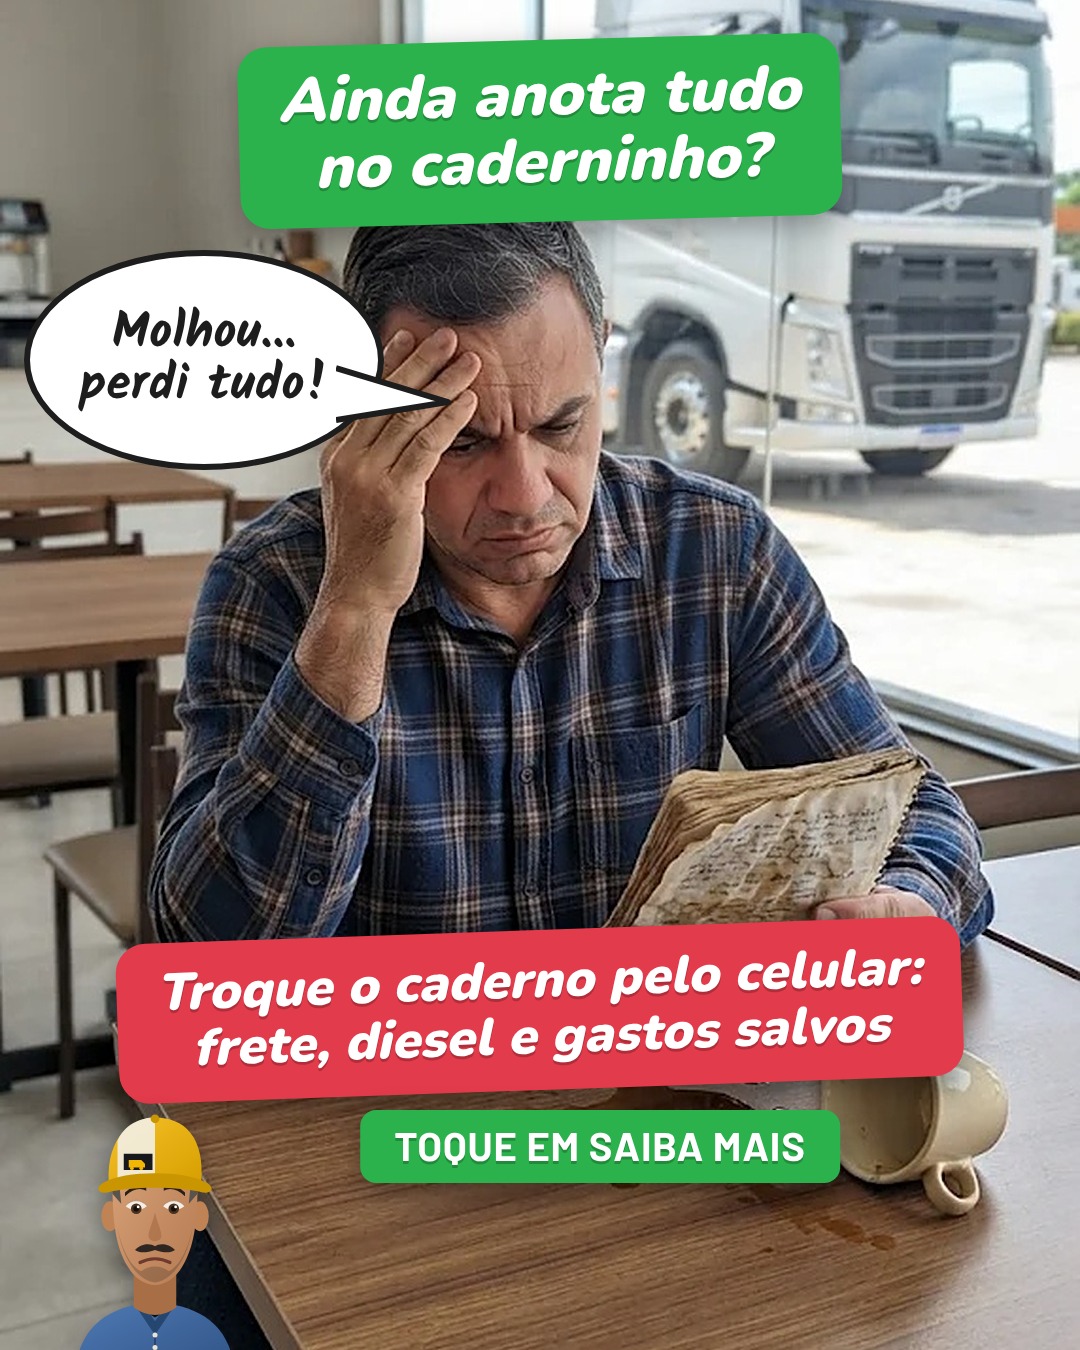 Ainda anota tudo
no caderninho?
Molhou...
perdi tudo!
Troque o caderno pelo celular:
frete, diesel e gastos salvos
TOQUE EM SAIBA MAIS